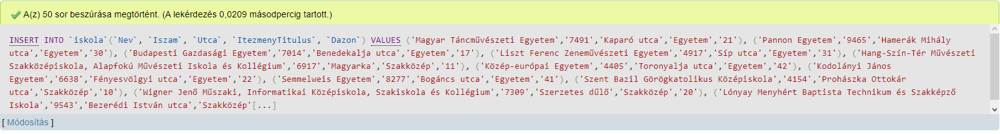 A(z) 50 sor beszúrása megtörtént. (A lekérdezés 0,0209 másodpercig tartott.)
INSERT INTO `iskola`(`Nev`, `Iszam`, `Utca`, `ItezmenyTitulus`, `Dazon`) VALUES ('Magyar Táncművészeti Egyetem','7491','Kaparó utca','Egyetem','21'), ('Pannon Egyetem','9465','Hamerák Mihály
utca','Egyetem','30'), ('Budapesti Gazdasági Egyetem','7014','Benedekalja utca','Egyetem','17'), ('Liszt Ferenc Zeneművészeti Egyetem','4917','Síp utca','Egyetem','31'), ('Hang-Szín-Tér Művészeti
Szakközépiskola, Alapfokú Művészeti Iskola és Kollégium','6917','Magyarka','Szakközép','11'), ('Közép-európai Egyetem','4405','Toronyalja utca','Egyetem','42'), ('Kodolányi János
Egyetem','6638','Fényesvölgyi utca','Egyetem','22'), ('Semmelweis Egyetem','8277','Bogáncs utca','Egyetem','41'), ('Szent Bazil Görögkatolikus Középiskola','4154','Prohászka Ottokár
utca','Szakközép','10'), ('Wigner Jenő Műszaki, Informatikai Középiskola, Szakiskola és Kollégium','7309','Szerzetes dűlő','Szakközép','20'), ('Lónyay Menyhért Baptista Technikum és Szakképző
Iskola','9543','Bezerédi István utca','Szakközép'[...]
[ Módosítás ]